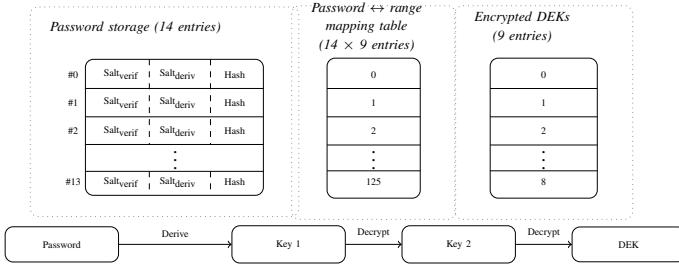 Password storage (14 entries)
Password ↔ range
mapping table
(14 × 9 entries)
Encrypted DEKs
(9 entries)
#0 Saltverif Saltderiv Hash
#1 Saltverif Saltderiv Hash
#2 Saltverif Saltderiv Hash
#13 Saltverif Saltderiv Hash
0
1
2
125
0
1
2
8
Password Derive Key 1 Decrypt Key 2 Decrypt DEK